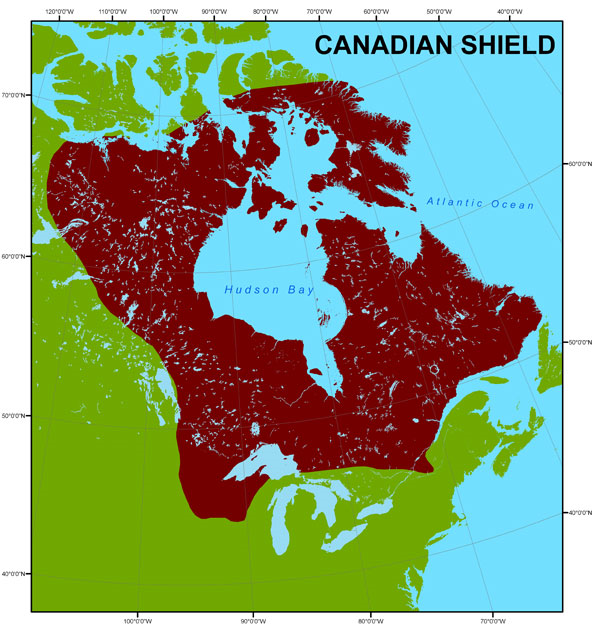 120°0'0"W 110°0'0"W 100°0'0"W 90°0'0"W 80°0'0"W 70°0'0"W 60°0'0"W 50°0'0"W 40°0'0"W
CANADIAN SHIELD
70°0'0"N
60°0'0"N
Atlantic Ocean
60°0'0"N
Hudson Bay
50°0'0"N
50°0'0"N
40°0'0"N
40°0'0"N
100°0'0"W 90°0'0"W 80°0'0"W 70°0'0"W